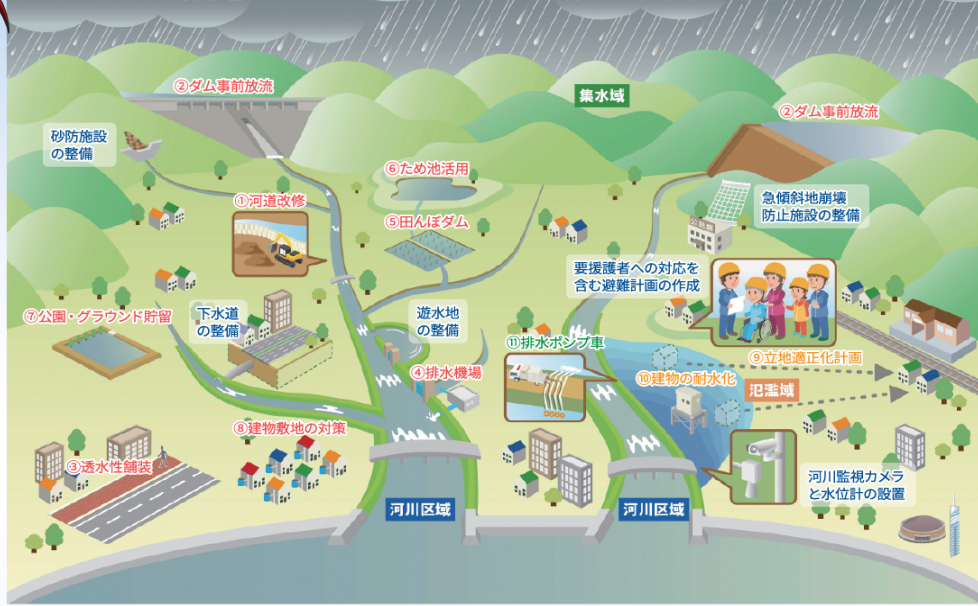 ②ダム事前放流
集水域
②ダム事前放流
砂防施設
の整備
⑥ため池活用
①河道改修
急傾斜地崩壊
防止施設の整備
⑤田んぼダム
要援護者への対応を
含む避難計画の作成
⑦公園・グラウンド貯留
下水道
の整備
遊水地
の整備
⑪排水ポンプ車
⑨立地適正化計画
④排水機場
⑩建物の耐水化
氾濫域
⑧建物敷地の対策
③透水性舗装
河川監視カメラ
と水位計の設置
河川区域
河川区域